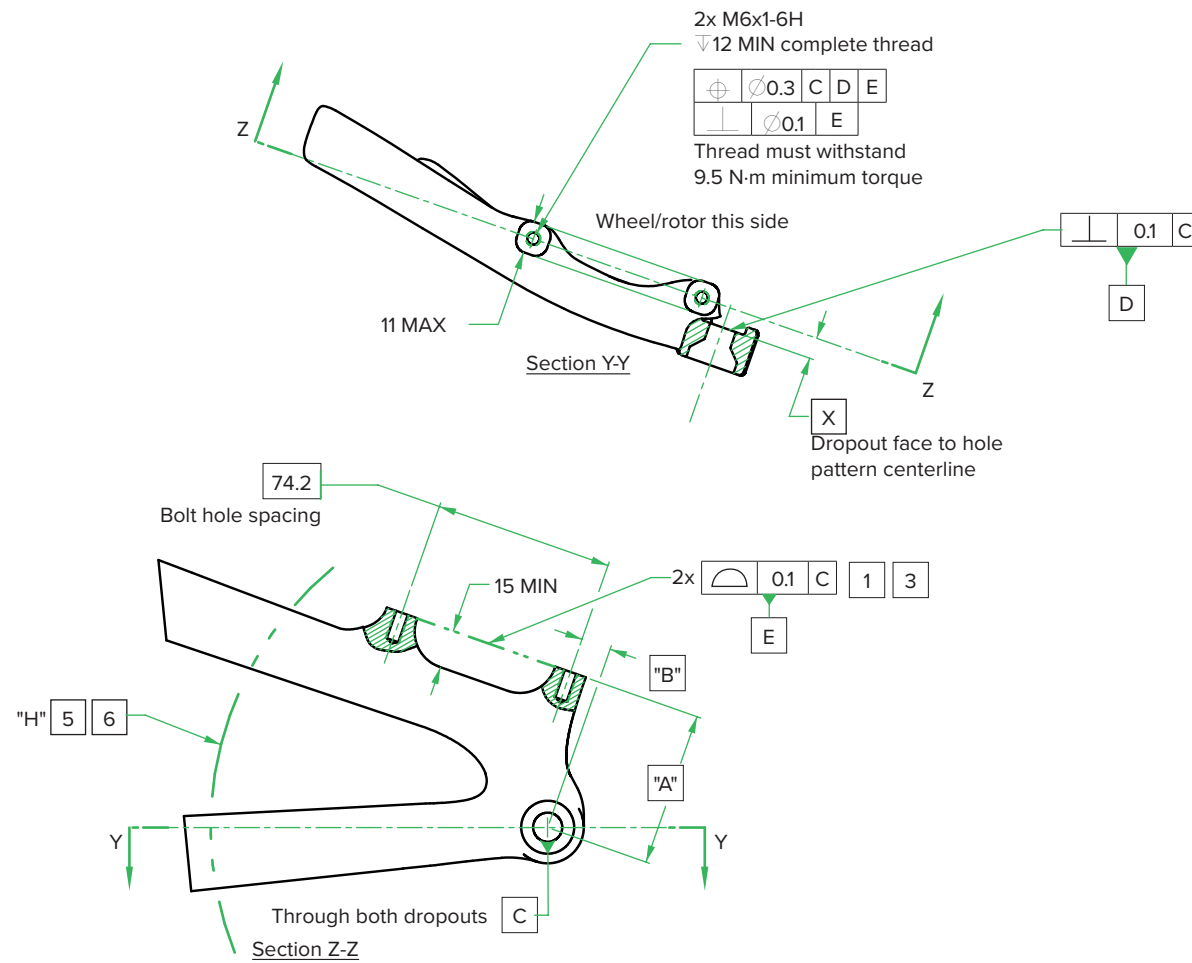 2x M6x1-6H
↧12 MIN complete thread
⌖ ∅0.3 C D E
⊥ ∅0.1 E
Thread must withstand
9.5 N·m minimum torque
Z
Wheel/rotor this side
⊥ 0.1 C
D
11 MAX
Section Y-Y
Z
X
Dropout face to hole
pattern centerline
74.2
Bolt hole spacing
15 MIN
2x ⌓ 0.1 C 1 3
E
"B"
"H" 5 6
"A"
Y
Y
Through both dropouts C
Section Z-Z